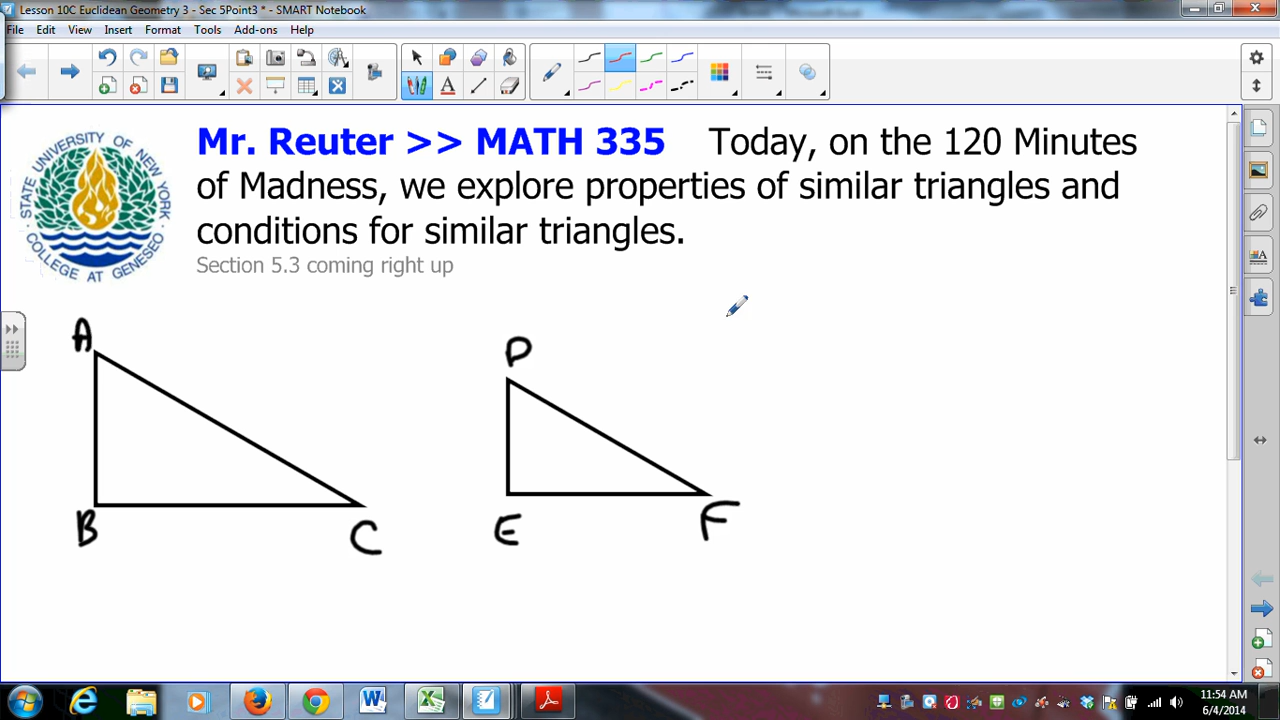 Lesson 10C Euclidean Geometry 3 - Sec 5Point3 * - SMART Notebook
File Edit View Insert Format Tools Add-ons Help
STATE UNIVERSITY OF NEW YORK
COLLEGE AT GENESEO
Mr. Reuter >> MATH 335 Today, on the 120 Minutes
of Madness, we explore properties of similar triangles and
conditions for similar triangles.
Section 5.3 coming right up
A
B
C
D
E
F
11:54 AM
6/4/2014